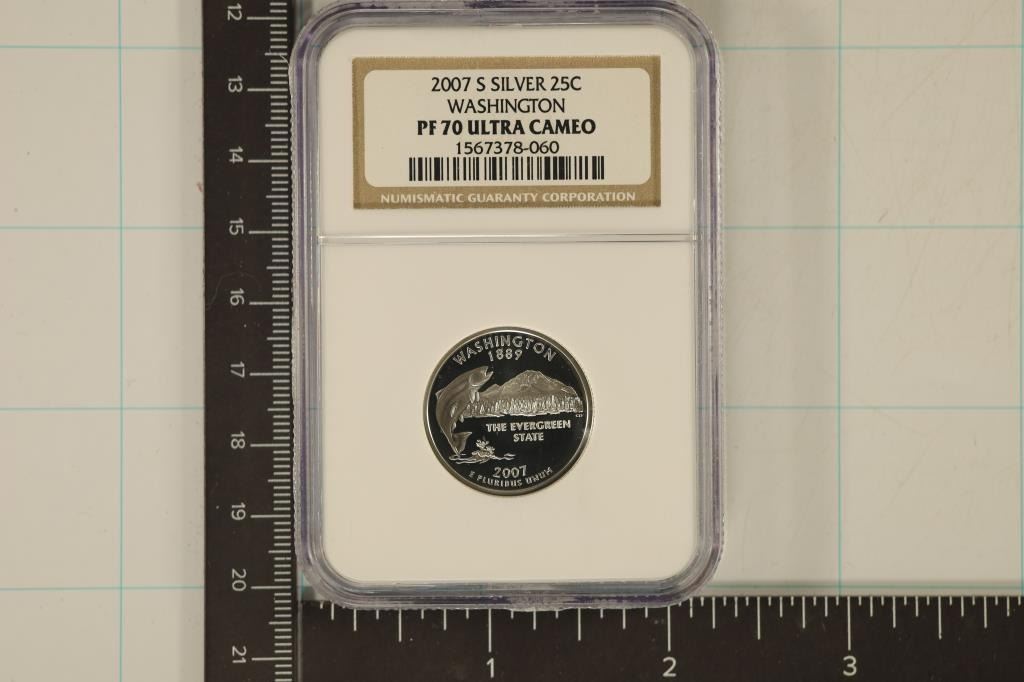 2007 S SILVER 25C
WASHINGTON
PF 70 ULTRA CAMEO
1567378-060
NUMISMATIC GUARANTY CORPORATION
WASHINGTON
1889
THE EVERGREEN
STATE
2007
E PLURIBUS UNUM
12
13
14
15
16
17
18
19
20
21
1 2 3